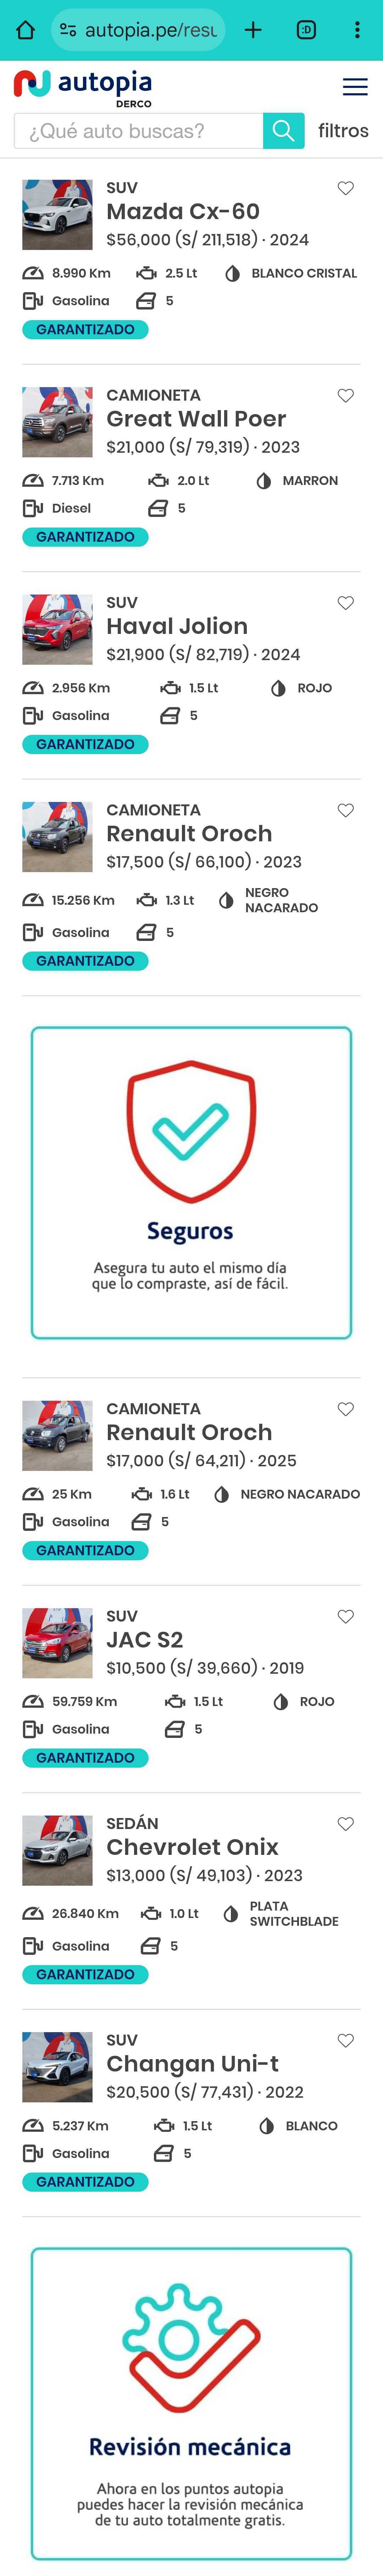 autopia.pe/resu
:D
autopia
DERCO
¿Qué auto buscas?
filtros
SUV
Mazda Cx-60
$56,000 (S/ 211,518) · 2024
8.990 Km
2.5 Lt
BLANCO CRISTAL
Gasolina
5
GARANTIZADO
CAMIONETA
Great Wall Poer
$21,000 (S/ 79,319) · 2023
7.713 Km
2.0 Lt
MARRON
Diesel
5
GARANTIZADO
SUV
Haval Jolion
$21,900 (S/ 82,719) · 2024
2.956 Km
1.5 Lt
ROJO
Gasolina
5
GARANTIZADO
CAMIONETA
Renault Oroch
$17,500 (S/ 66,100) · 2023
15.256 Km
1.3 Lt
NEGRO
NACARADO
Gasolina
5
GARANTIZADO
Seguros
Asegura tu auto el mismo día
que lo compraste, así de fácil.
CAMIONETA
Renault Oroch
$17,000 (S/ 64,211) · 2025
25 Km
1.6 Lt
NEGRO NACARADO
Gasolina
5
GARANTIZADO
SUV
JAC S2
$10,500 (S/ 39,660) · 2019
59.759 Km
1.5 Lt
ROJO
Gasolina
5
GARANTIZADO
SEDÁN
Chevrolet Onix
$13,000 (S/ 49,103) · 2023
26.840 Km
1.0 Lt
PLATA
SWITCHBLADE
Gasolina
5
GARANTIZADO
SUV
Changan Uni-t
$20,500 (S/ 77,431) · 2022
5.237 Km
1.5 Lt
BLANCO
Gasolina
5
GARANTIZADO
Revisión mecánica
Ahora en los puntos autopia
puedes hacer la revisión mecánica
de tu auto totalmente gratis.